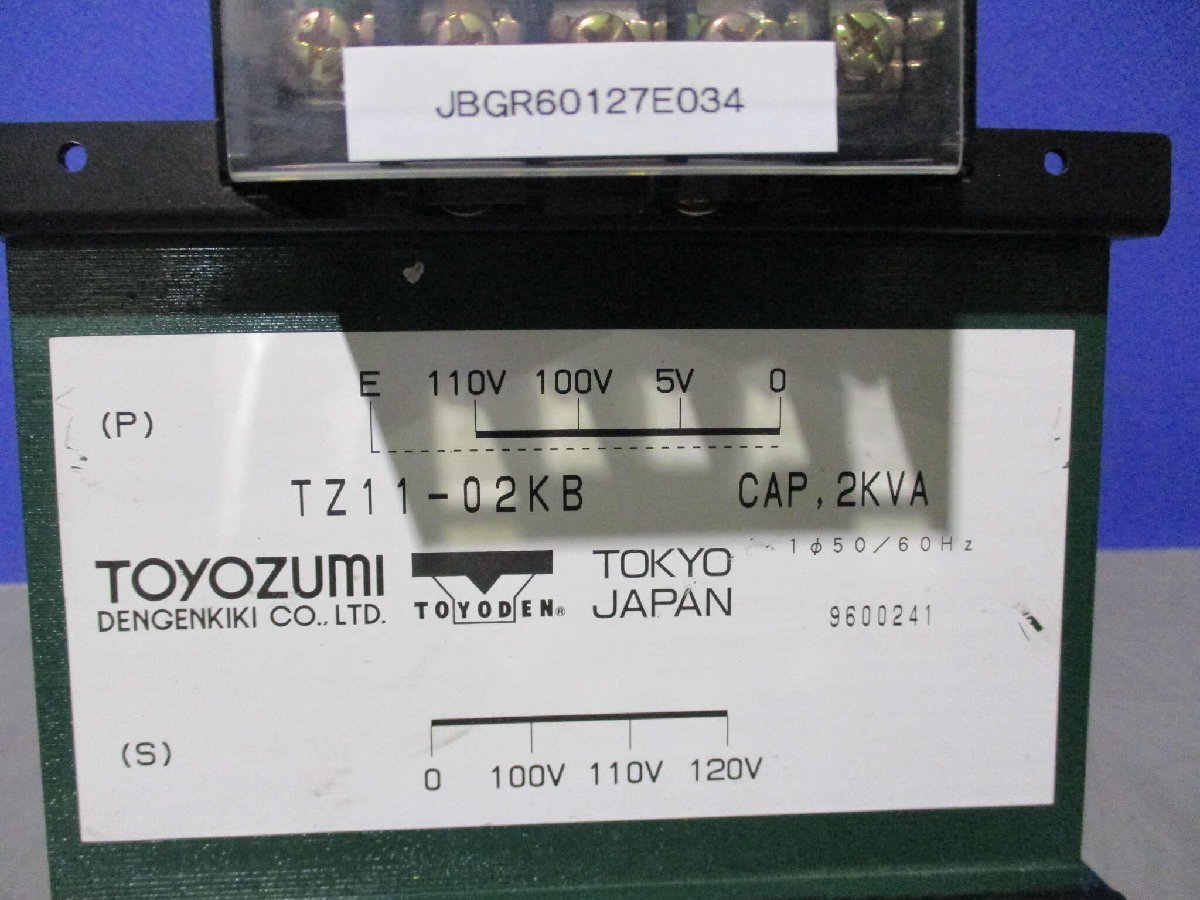 JBGR60127E034
E 110V 100V 5V 0
(P)
TZ11-02KB CAP, 2KVA
1φ50/60Hz
TOYOZUMI
DENGENKIKI CO., LTD.
TOYODEN®
TOKYO
JAPAN
9600241
(S)
0 100V 110V 120V